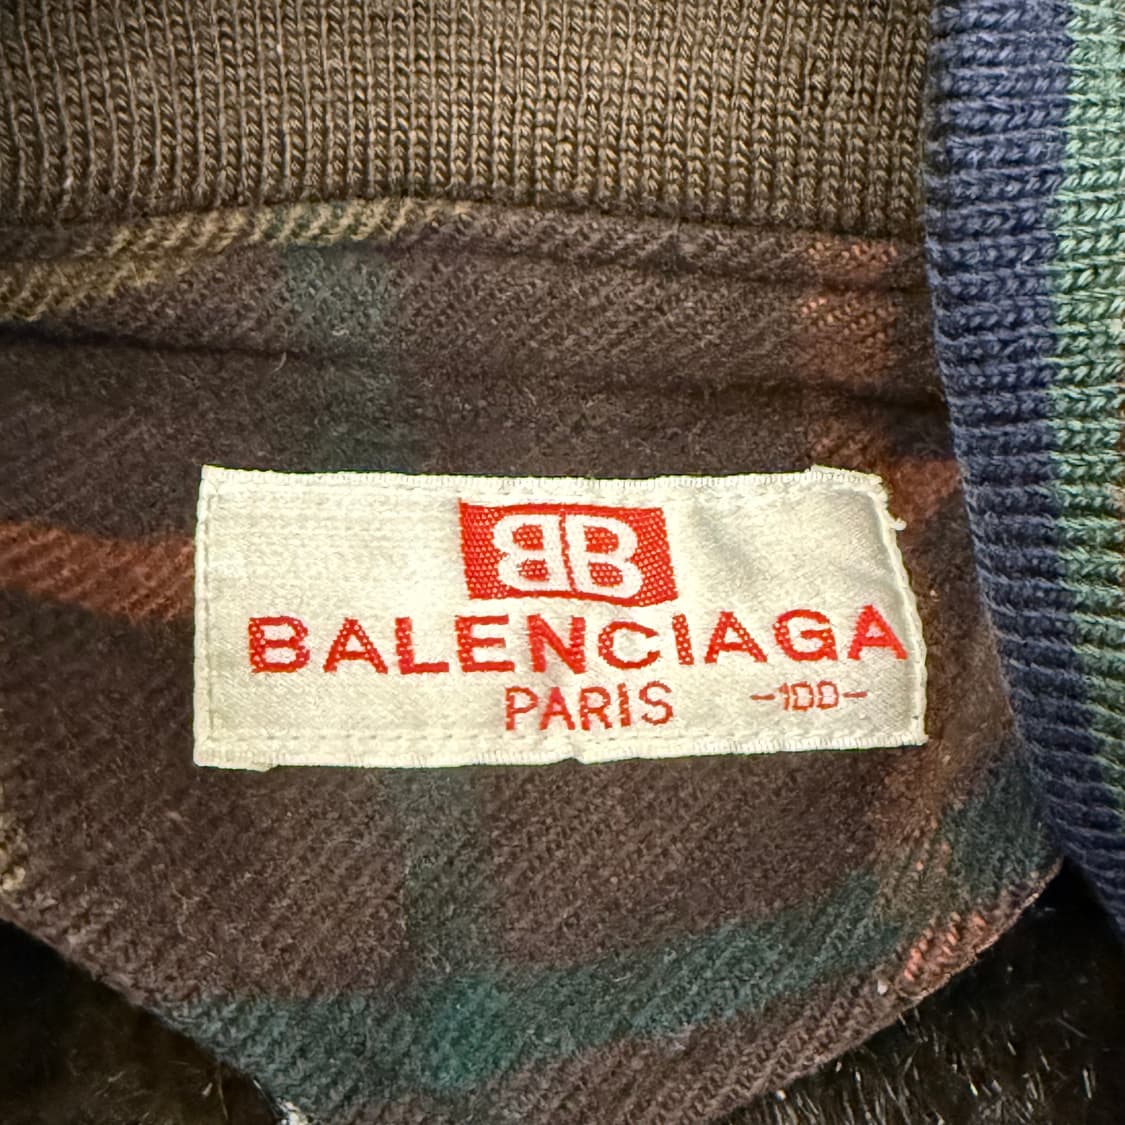 BB
BALENCIAGA
PARIS -100-